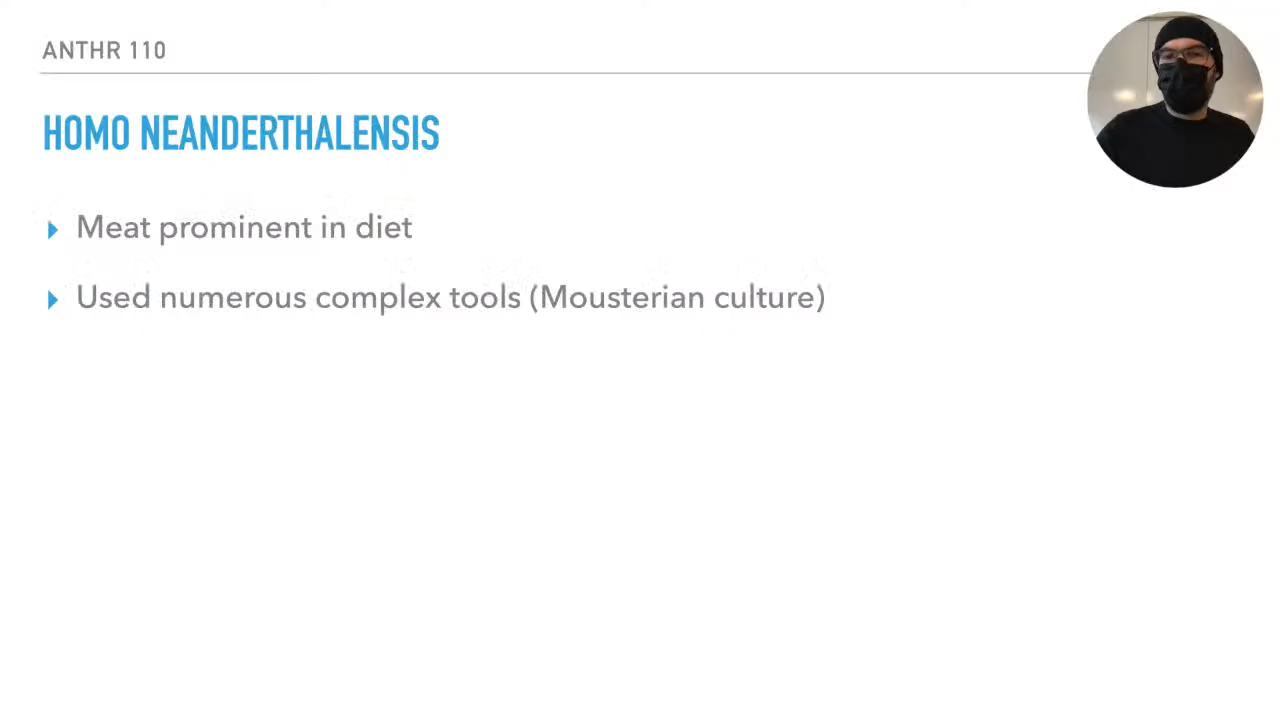 ANTHR 110
HOMO NEANDERTHALENSIS
Meat prominent in diet
Used numerous complex tools (Mousterian culture)